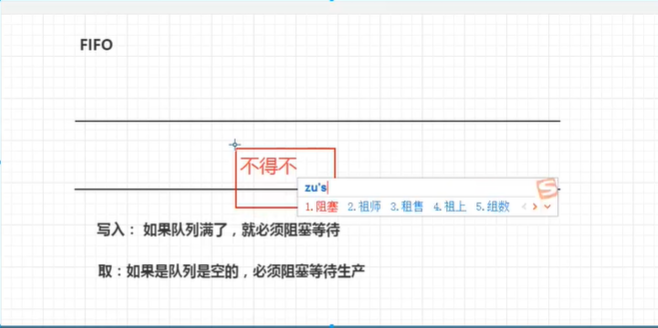 FIFO
不得不
zu's
1.阻塞 2.祖师 3.租售 4.祖上 5.组数
写入： 如果队列满了，就必须阻塞等待
取：如果是队列是空的，必须阻塞等待生产